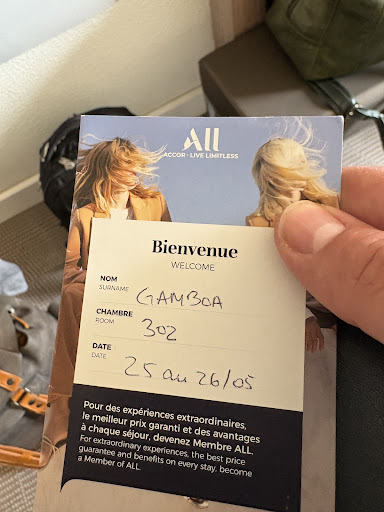 All
ACCOR - LIVE LIMITLESS
Bienvenue
WELCOME
NOM
SURNAME
GAMBOA
CHAMBRE
ROOM
302
DATE
DATE
25 au 26/05
Pour des expériences extraordinaires,
le meilleur prix garanti et des avantages
à chaque séjour, devenez Membre ALL.
For extraordinary experiences, the best price
guarantee and benefits on every stay, become
a Member of ALL.